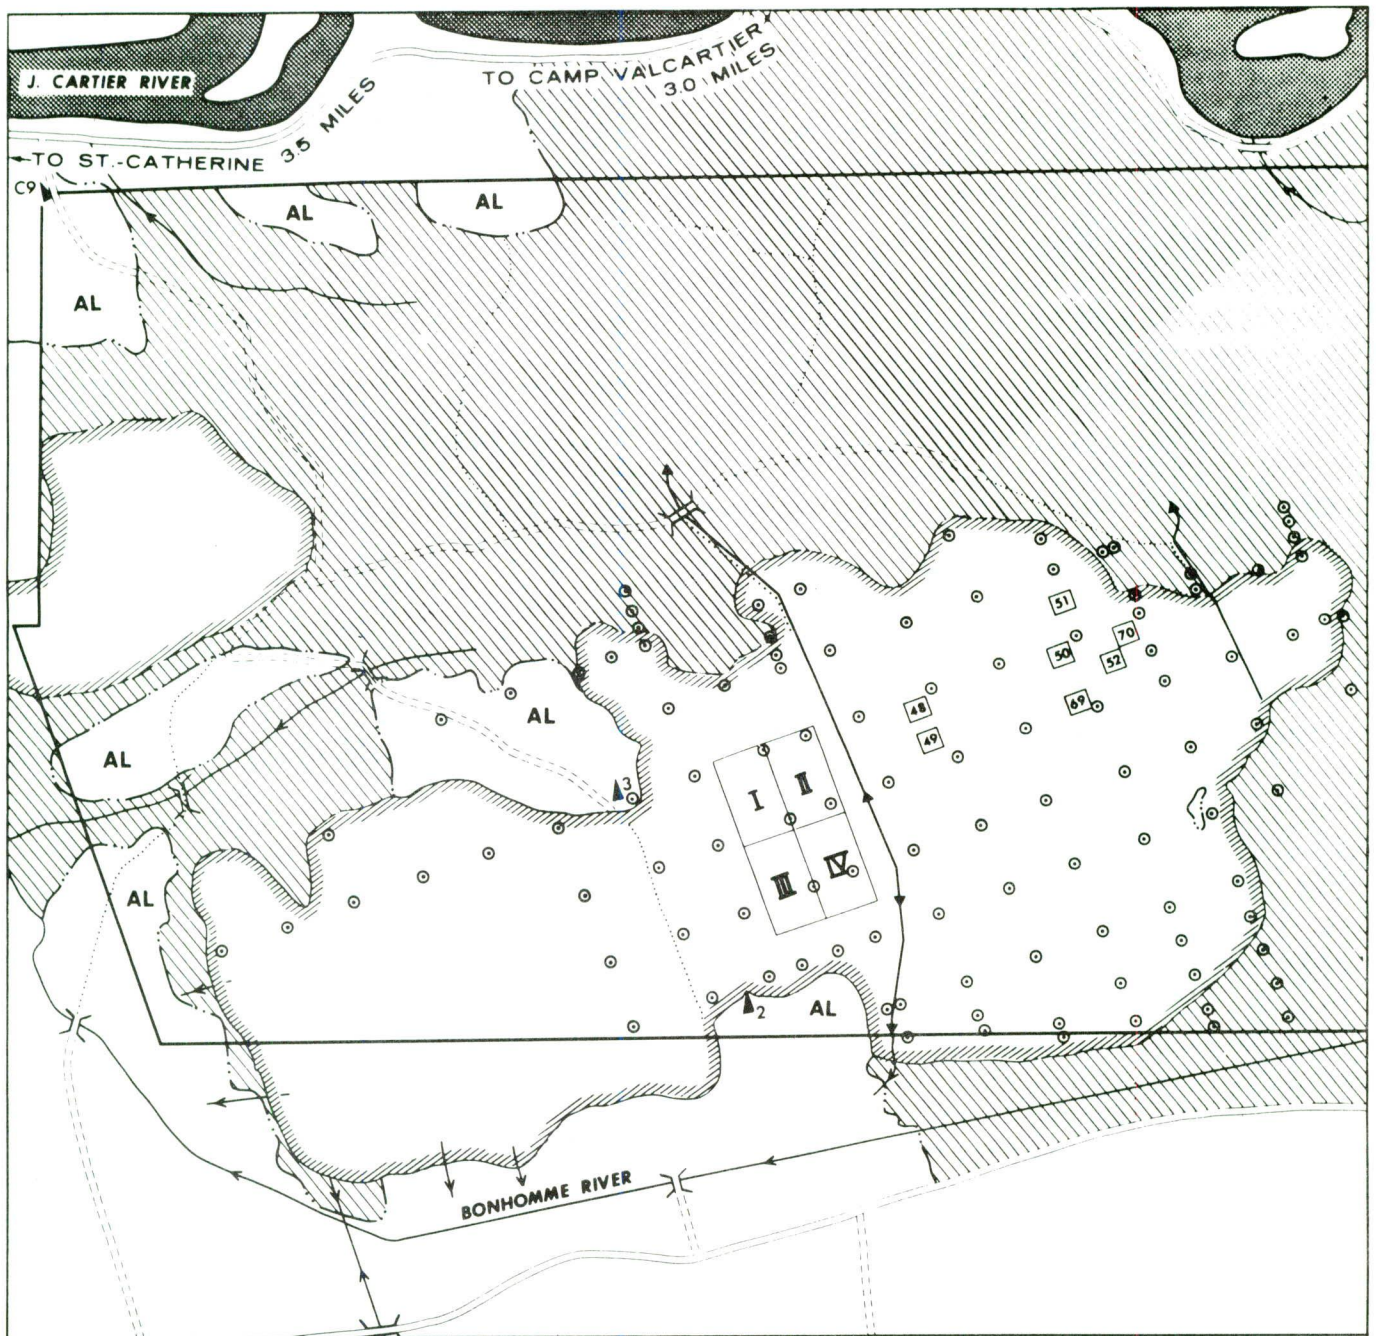 J. CARTIER RIVER
TO CAMP VALCARTIER
3.0 MILES
3.5 MILES
TO ST.-CATHERINE
C9
AL
AL
AL
51
70
50
52
69
48
49
AL
AL
3
I
II
III
IV
AL
2
AL
BONHOMME RIVER